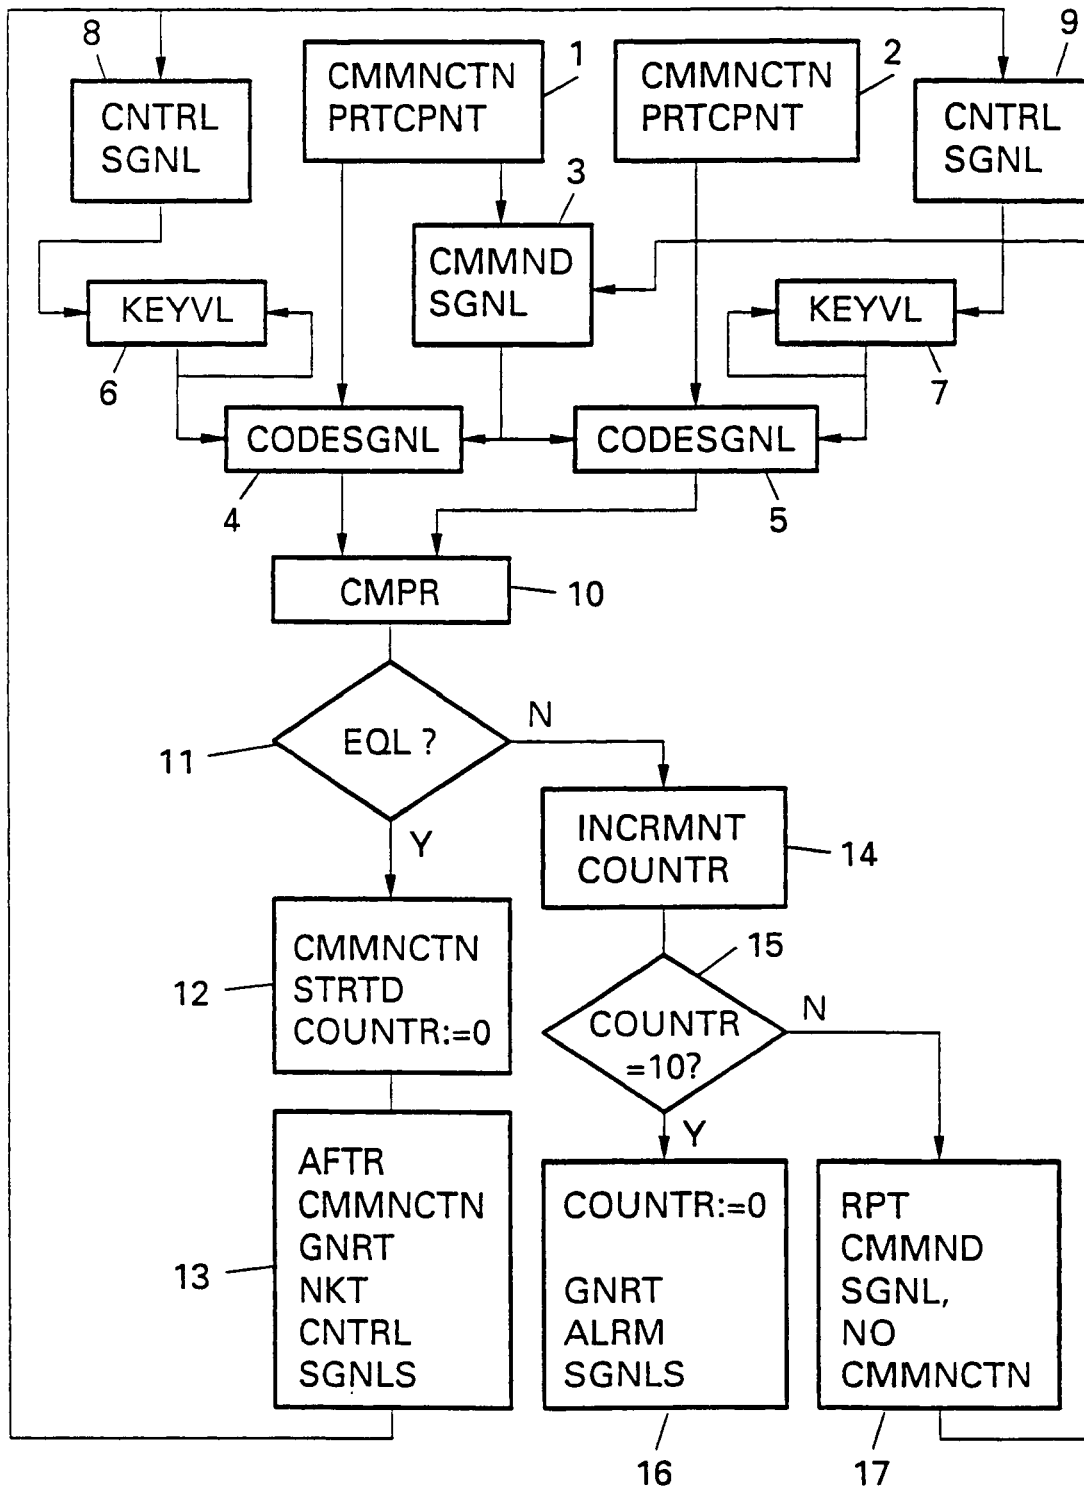 8
1
2
9
CMMNCTN
PRTCPNT
CMMNCTN
PRTCPNT
CNTRL
SGNL
CNTRL
SGNL
3
CMMND
SGNL
KEYVL
KEYVL
6
7
CODESGNL
CODESGNL
4
5
CMPR
10
EQL ?
N
11
Y
INCRMNT
COUNTR
14
CMMNCTN
STRTD
COUNTR:=0
12
15
COUNTR
=10?
N
Y
AFTR
CMMNCTN
GNRT
NKT
CNTRL
SGNLS
13
COUNTR:=0
GNRT
ALRM
SGNLS
RPT
CMMND
SGNL,
NO
CMMNCTN
16
17